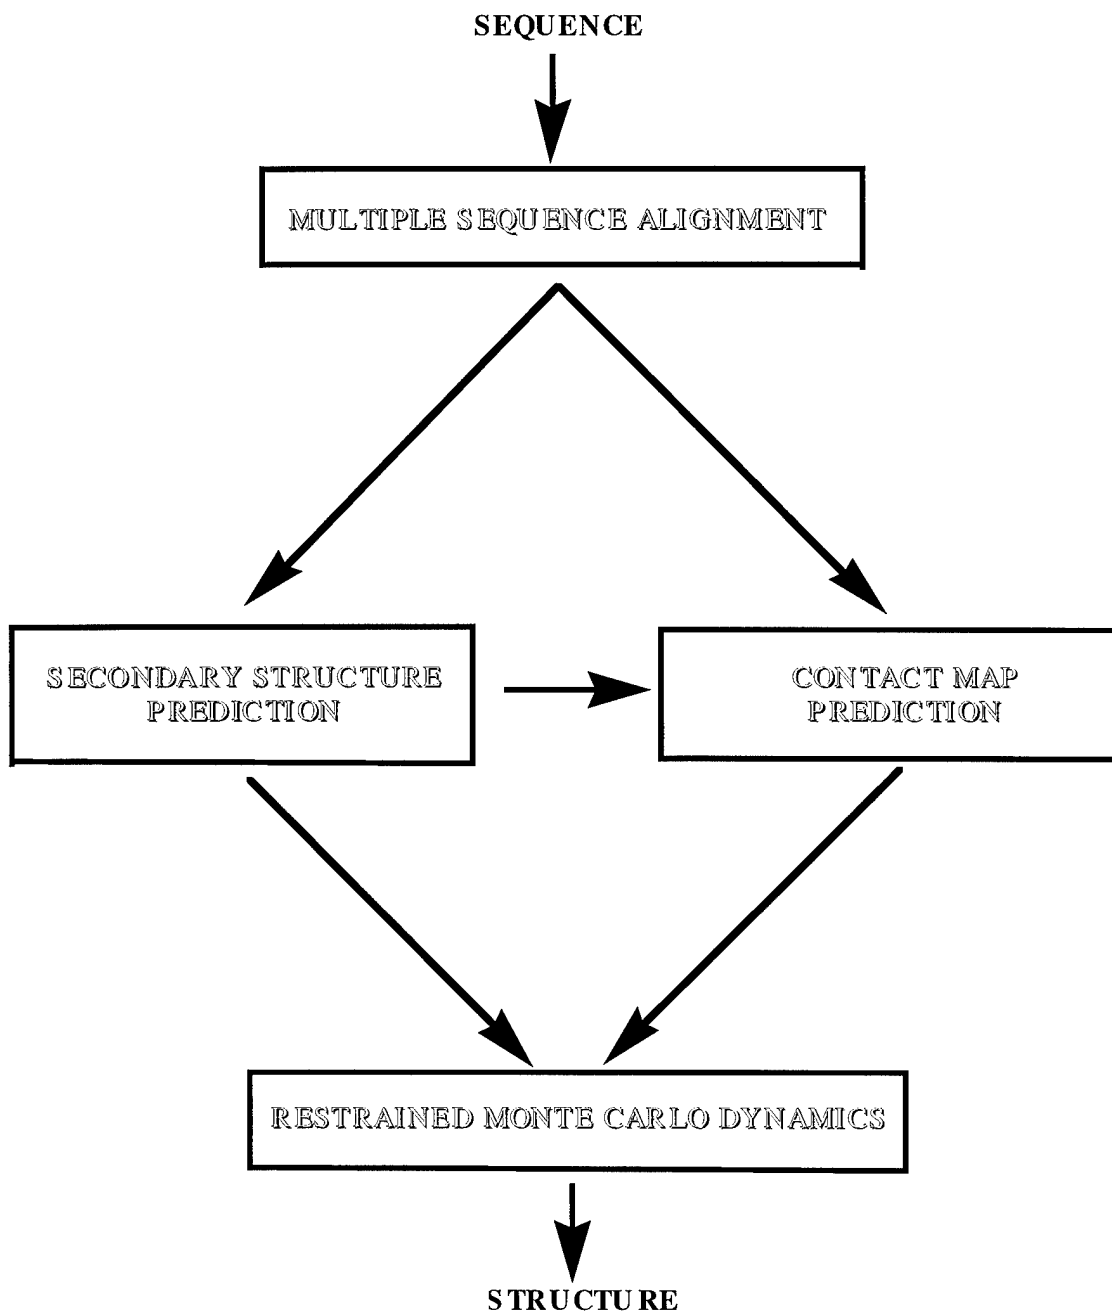 SEQUENCE
MULTIPLE SEQUENCE ALIGNMENT
SECONDARY STRUCTURE
PREDICTION
CONTACT MAP
PREDICTION
RESTRAINED MONTE CARLO DYNAMICS
STRUCTURE